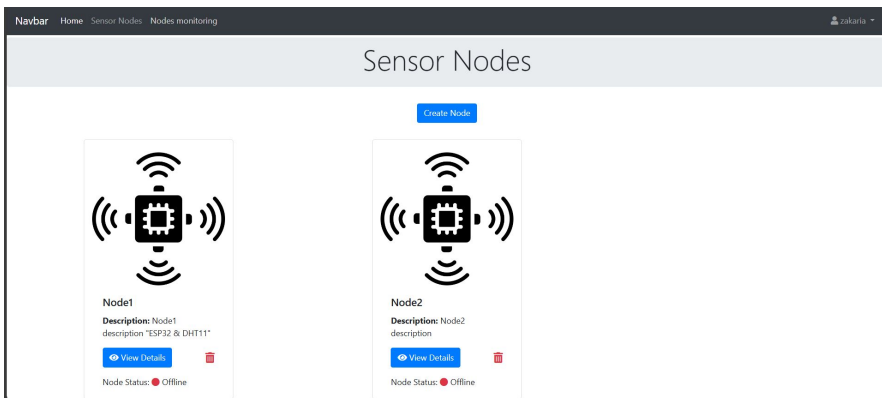 Navbar Home Sensor Nodes Nodes monitoring zakaria
Sensor Nodes
Create Node
Node1
Description: Node1
description "ESP32 & DHT11"
View Details
Node Status: Offline
Node2
Description: Node2
description
View Details
Node Status: Offline